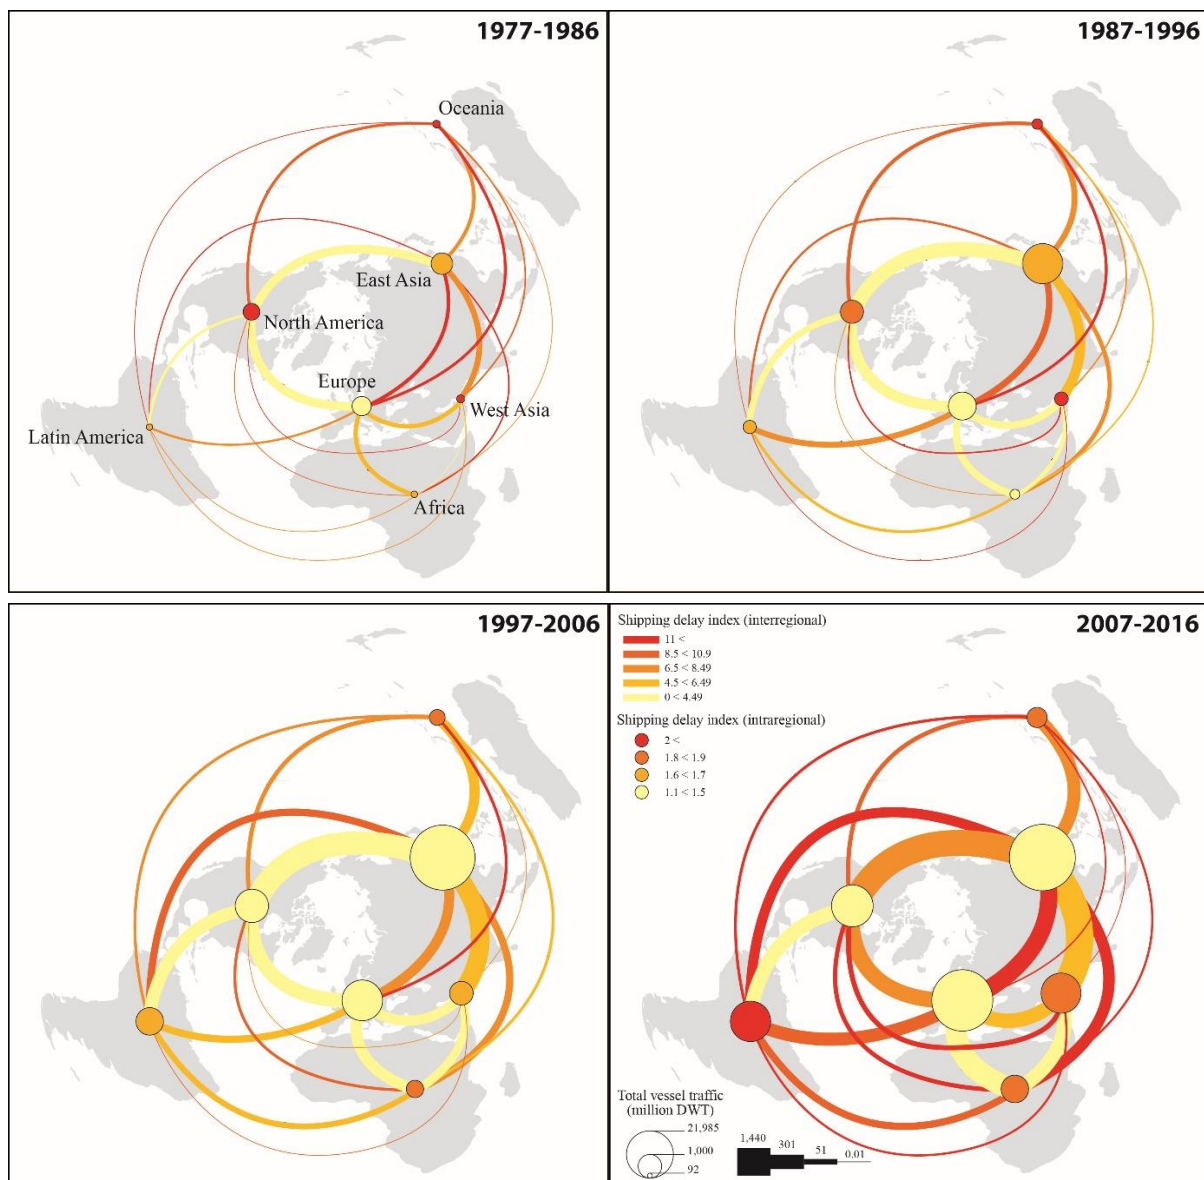 1977-1986
Oceania
East Asia
North America
Europe
West Asia
Latin America
Africa
1987-1996
1997-2006
2007-2016
Shipping delay index (interregional)
11 <
8.5 < 10.9
6.5 < 8.49
4.5 < 6.49
0 < 4.49
Shipping delay index (intraregional)
2 <
1.8 < 1.9
1.6 < 1.7
1.1 < 1.5
Total vessel traffic
(million DWT)
21,985
1,000
92
1,440
301
51
0.01